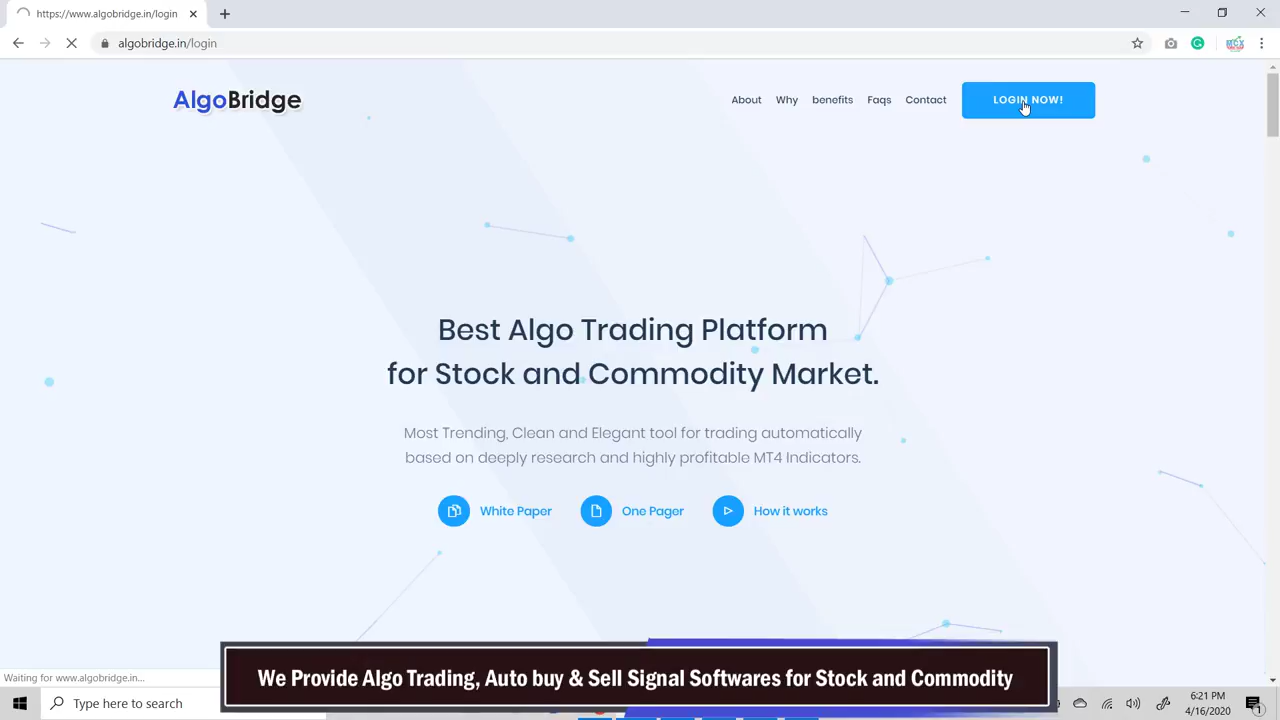 https://www.algobridge.in/login
algobridge.in/login
AlgoBridge
About Why benefits Faqs Contact LOGIN NOW!
Best Algo Trading Platform
for Stock and Commodity Market.
Most Trending, Clean and Elegant tool for trading automatically
based on deeply research and highly profitable MT4 Indicators.
White Paper One Pager How it works
We Provide Algo Trading, Auto buy & Sell Signal Softwares for Stock and Commodity
Waiting for www.algobridge.in...
Type here to search
6:21 PM
4/16/2020